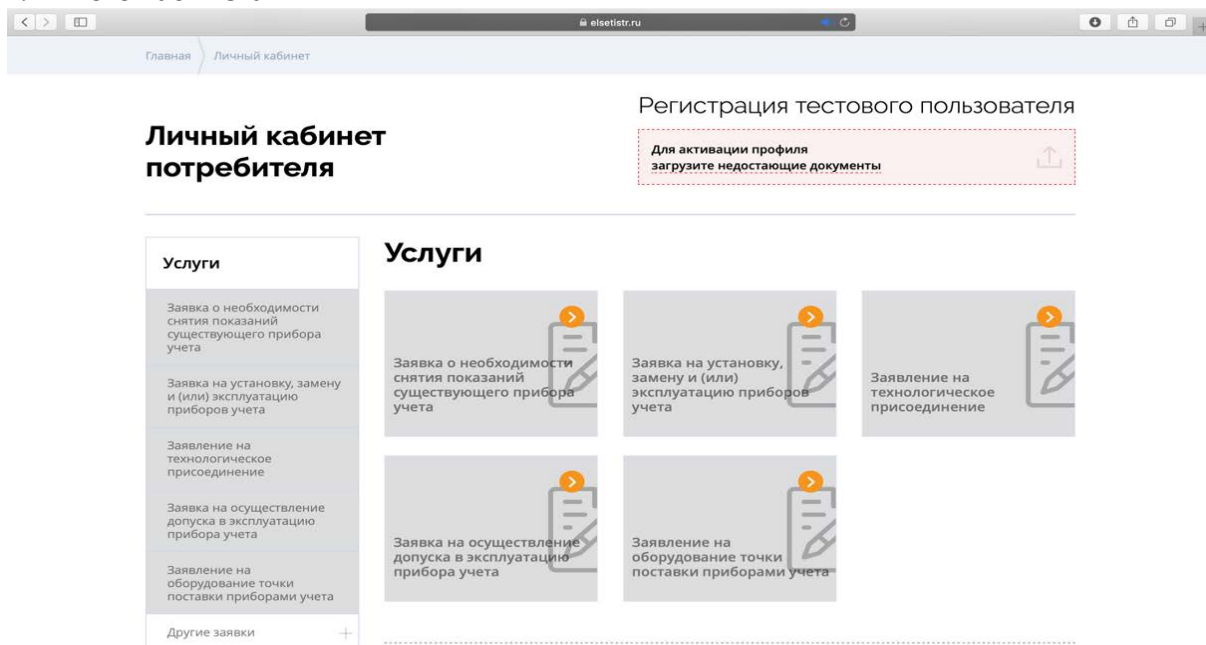 elsetistr.ru
Главная
Личный кабинет
Регистрация тестового пользователя
Личный кабинет
потребителя
Для активации профиля
загрузите недостающие документы
Услуги
Заявка о необходимости
снятия показаний
существующего прибора
учета
Заявка на установку, замену
и (или) эксплуатацию
приборов учета
Заявление на
технологическое
присоединение
Заявка на осуществление
допуска в эксплуатацию
прибора учета
Заявление на
оборудование точки
поставки приборами учета
Другие заявки
Услуги
Заявка о необходимости
снятия показаний
существующего прибора
учета
Заявка на установку,
замену и (или)
эксплуатацию приборов
учета
Заявление на
технологическое
присоединение
Заявка на осуществление
допуска в эксплуатацию
прибора учета
Заявление на
оборудование точки
поставки приборами учета